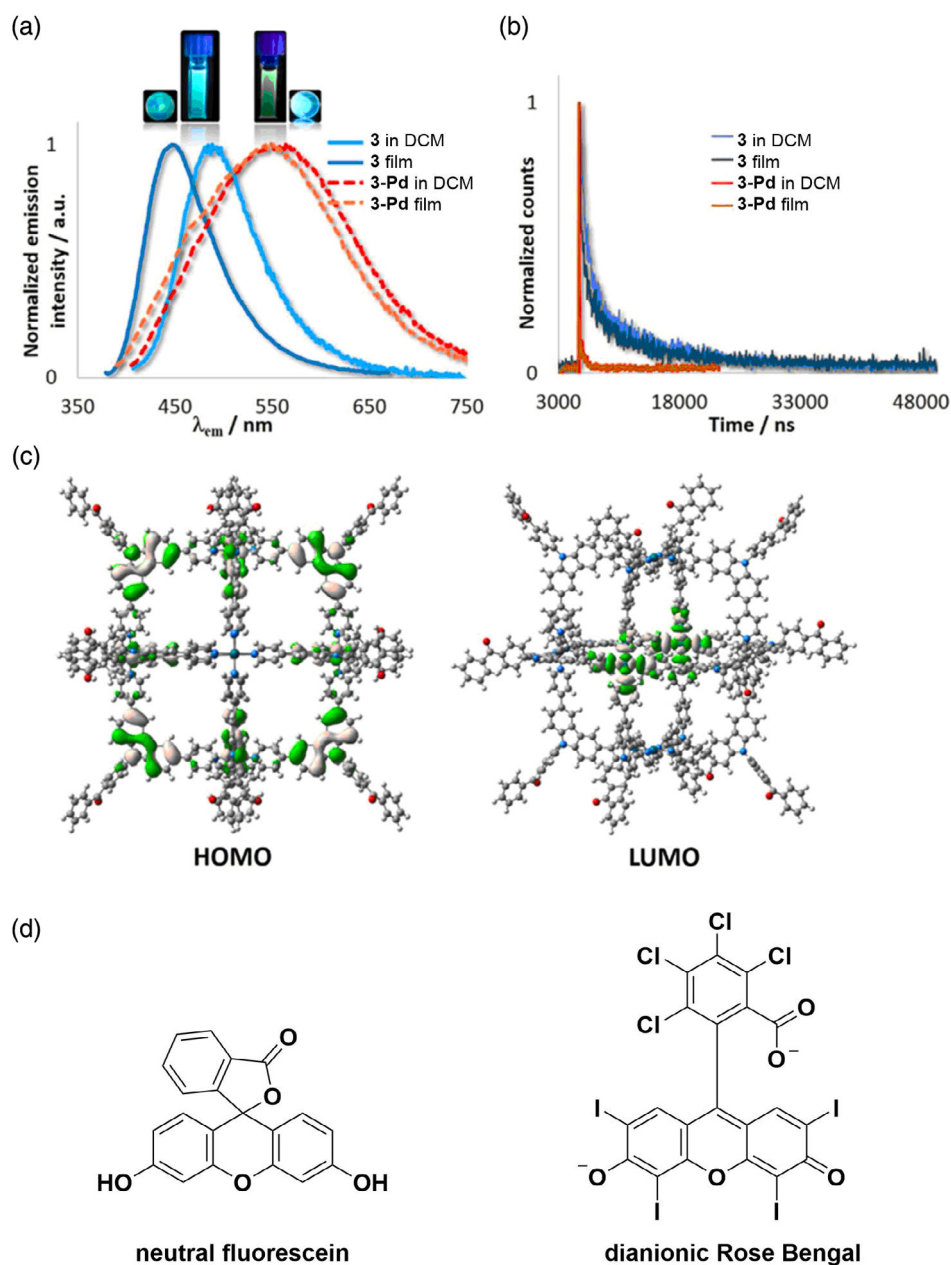 (a)
3 in DCM
3 film
3-Pd in DCM
3-Pd film
Normalized emission
intensity / a.u.
1
0
350 450 550 650 750
λem / nm
(b)
3 in DCM
3 film
3-Pd in DCM
3-Pd film
Normalized counts
1
0
3000 18000 33000 48000
Time / ns
(c)
HOMO LUMO
(d)
O
O
HO O OH
neutral fluorescein
Cl
Cl Cl
Cl O
O−
I I
−O O O
I I
dianionic Rose Bengal